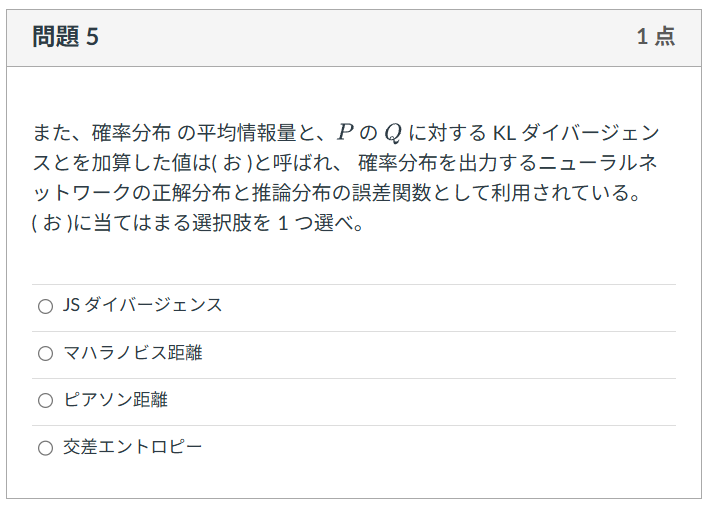 問題 5
1 点
また、確率分布 の平均情報量と、P の Q に対する KL ダイバージェン
スとを加算した値は( お )と呼ばれ、 確率分布を出力するニューラルネ
ットワークの正解分布と推論分布の誤差関数として利用されている。
( お )に当てはまる選択肢を 1 つ選べ。
JS ダイバージェンス
マハラノビス距離
ピアソン距離
交差エントロピー